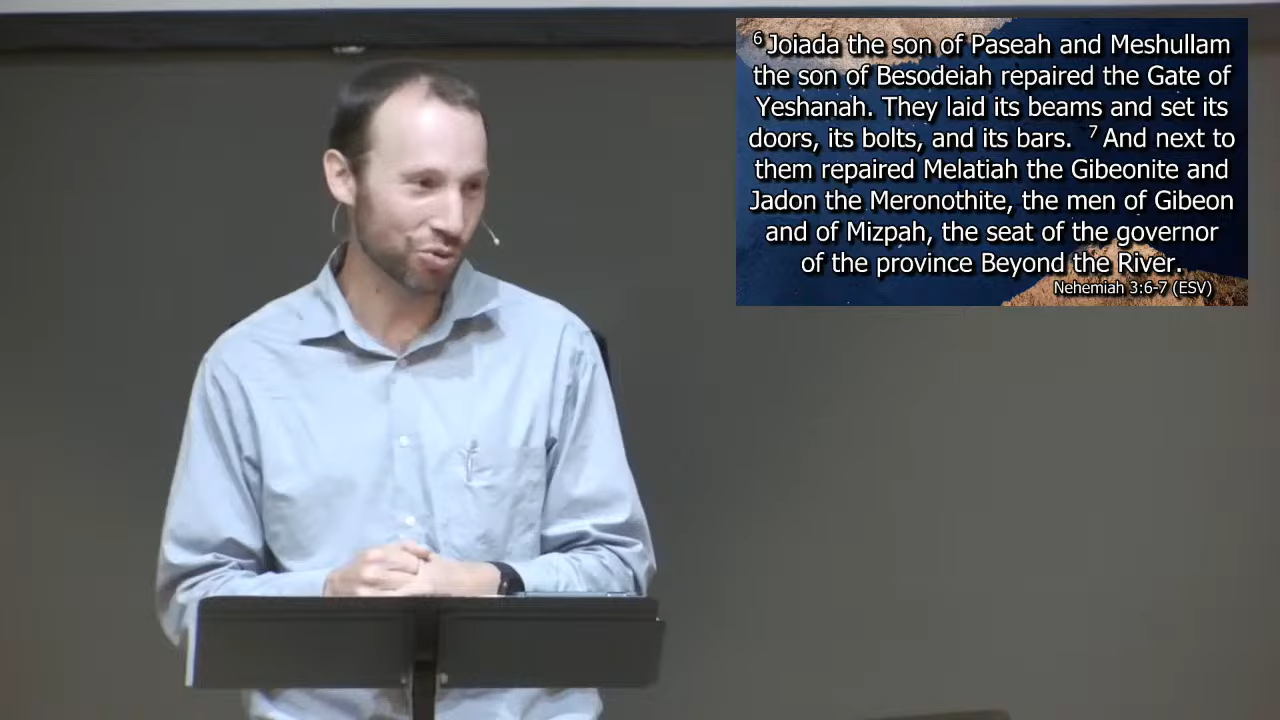 6 Joiada the son of Paseah and Meshullam
the son of Besodeiah repaired the Gate of
Yeshanah. They laid its beams and set its
doors, its bolts, and its bars. 7 And next to
them repaired Melatiah the Gibeonite and
Jadon the Meronothite, the men of Gibeon
and of Mizpah, the seat of the governor
of the province Beyond the River.
Nehemiah 3:6-7 (ESV)